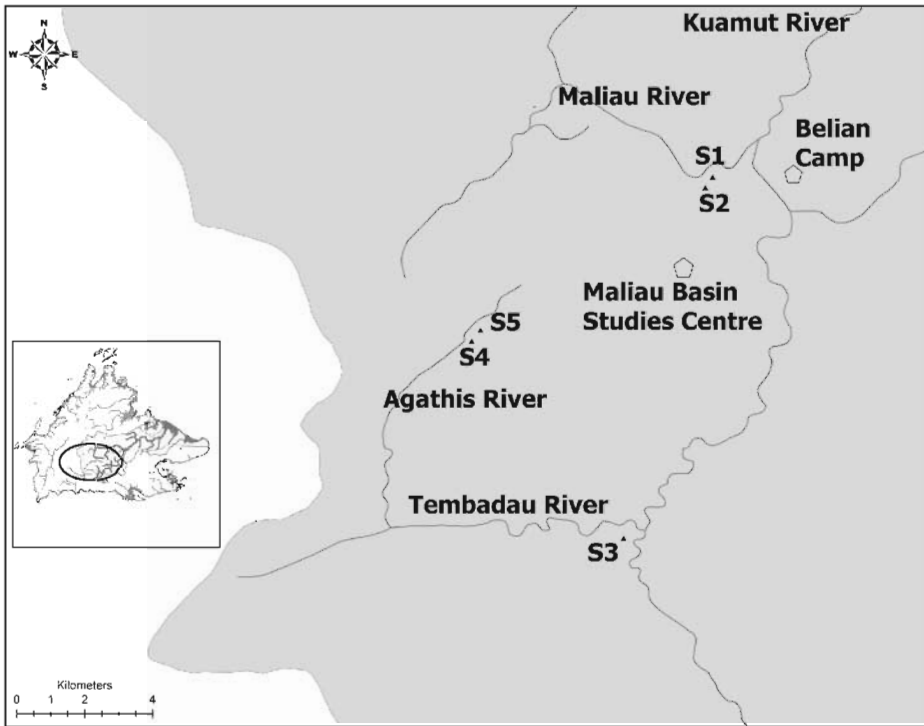 Kuamut River
N
W
E
S
Maliau River
Belian
Camp
S1
S2
Maliau Basin
Studies Centre
S5
S4
Agathis River
Tembadau River
S3
Kilometers
0 1 2 4